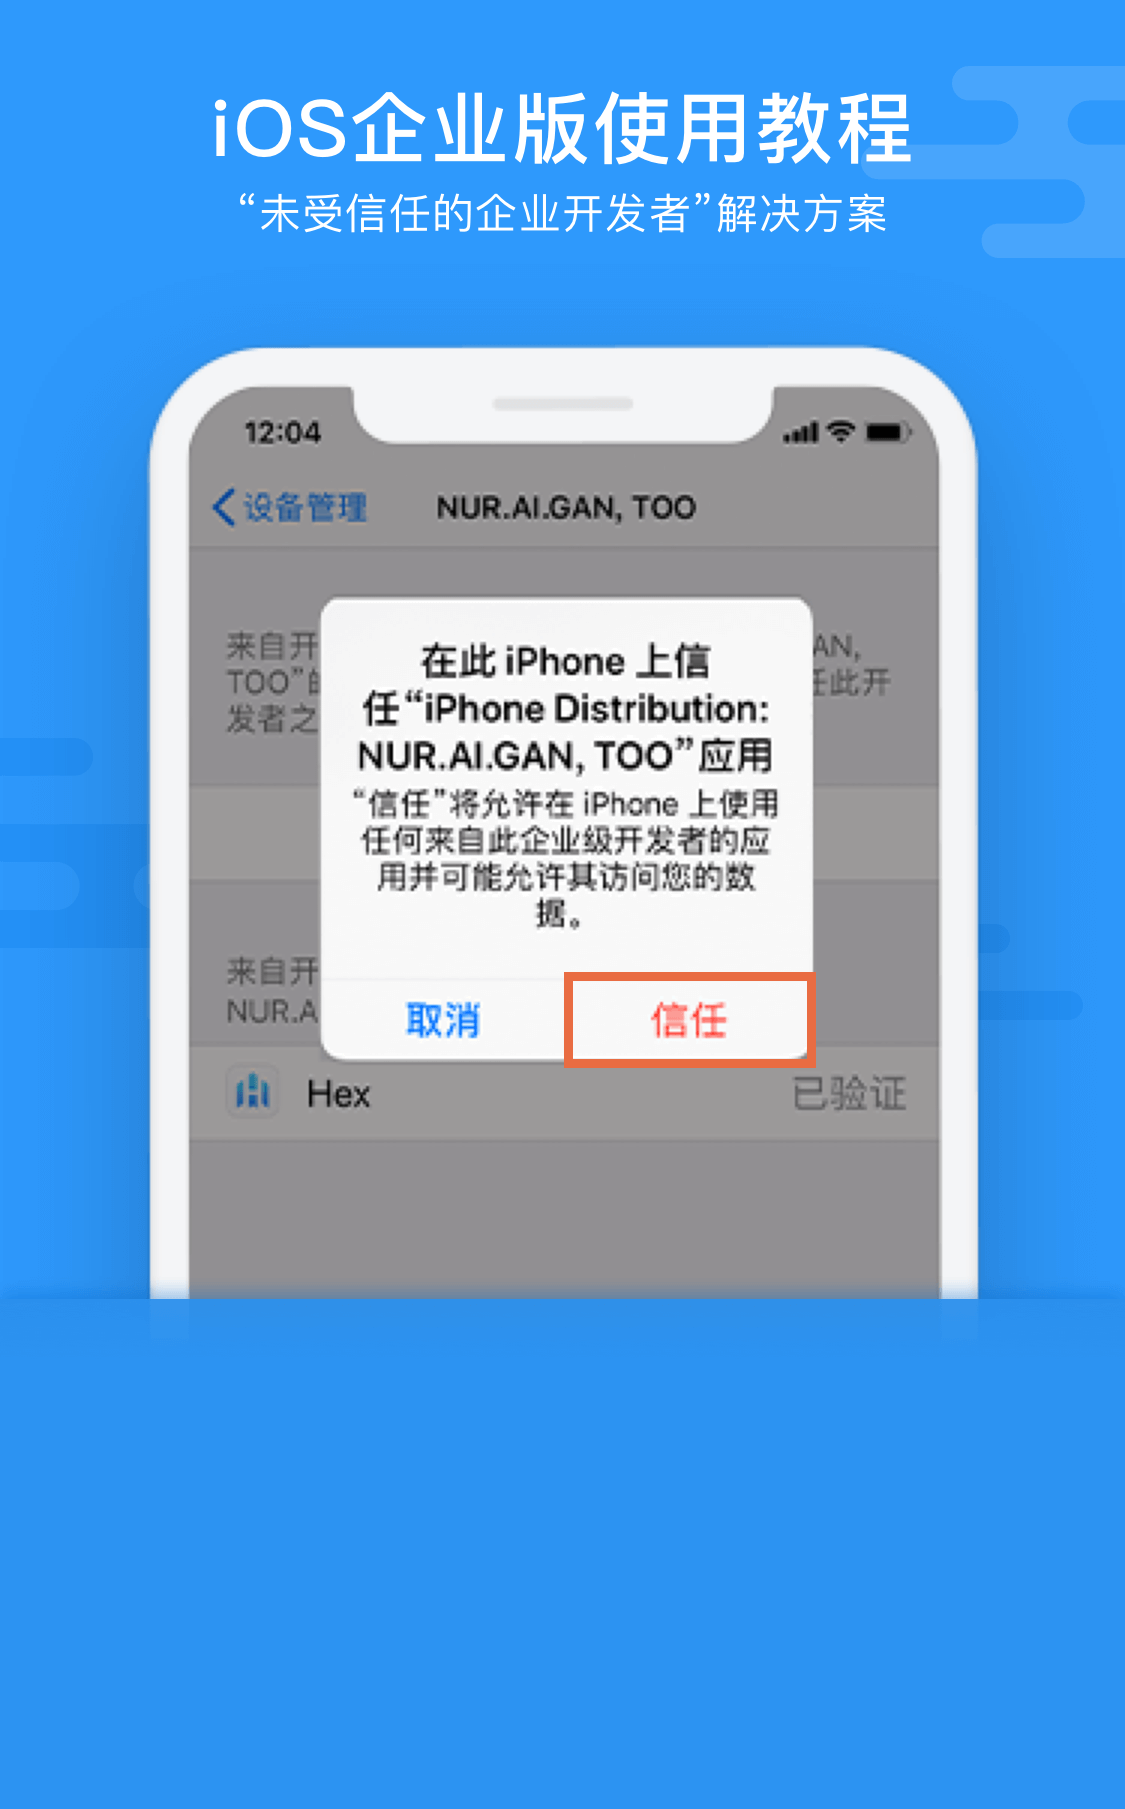 iOS企业版使用教程
“未受信任的企业开发者”解决方案
12:04
设备管理
NUR.AI.GAN, TOO
来自开
AN,
TOO”
任此开
发者之
在此 iPhone 上信
任“iPhone Distribution:
NUR.AI.GAN, TOO”应用
“信任”将允许在 iPhone 上使用
任何来自此企业级开发者的应
用并可能允许其访问您的数
据。
取消
信任
来自开
NUR.A
Hex
已验证